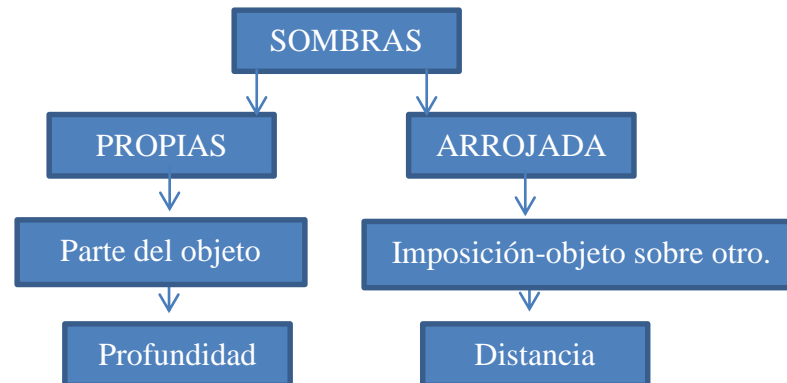 SOMBRAS
PROPIAS
ARROJADA
Parte del objeto
Imposición-objeto sobre otro.
Profundidad
Distancia